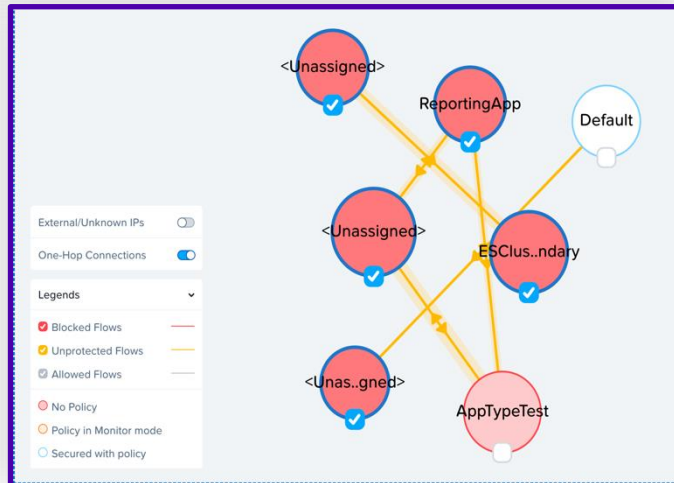 <Unassigned>
ReportingApp
Default
<Unassigned>
ESClus..ndary
<Unas..gned>
AppTypeTest
External/Unknown IPs
One-Hop Connections
Legends
Blocked Flows
Unprotected Flows
Allowed Flows
No Policy
Policy in Monitor mode
Secured with policy